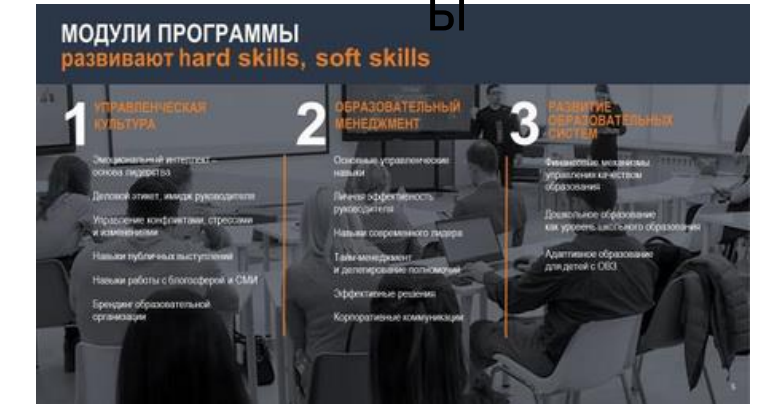 ы
МОДУЛИ ПРОГРАММЫ
развивают hard skills, soft skills
1
УПРАВЛЕНЧЕСКАЯ
КУЛЬТУРА
Эмоциональный интеллект –
основа лидерства
Деловой этикет, имидж руководителя
Управление конфликтами, стрессами
и изменениями
Навыки публичных выступлений
Навыки работы с блогосферой и СМИ
Брендинг образовательной
организации
2
ОБРАЗОВАТЕЛЬНЫЙ
МЕНЕДЖМЕНТ
Основные управленческие
навыки
Личная эффективность
руководителя
Навыки современного лидера
Тайм-менеджмент
и делегирование полномочий
Эффективные решения
Корпоративные коммуникации
3
РАЗВИТИЕ
ОБРАЗОВАТЕЛЬНЫХ
СИСТЕМ
Финансовые механизмы
управления качеством
образования
Дошкольное образование
как уровень школьного образования
Адаптивное образование
для детей с ОВЗ
5